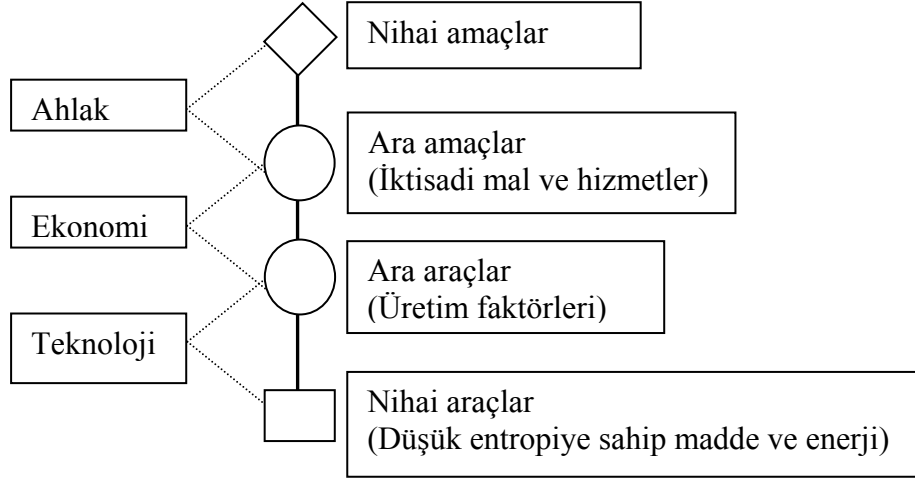 Nihai amaçlar
Ahlak
Ara amaçlar
(İktisadi mal ve hizmetler)
Ekonomi
Ara araçlar
(Üretim faktörleri)
Teknoloji
Nihai araçlar
(Düşük entropiye sahip madde ve enerji)